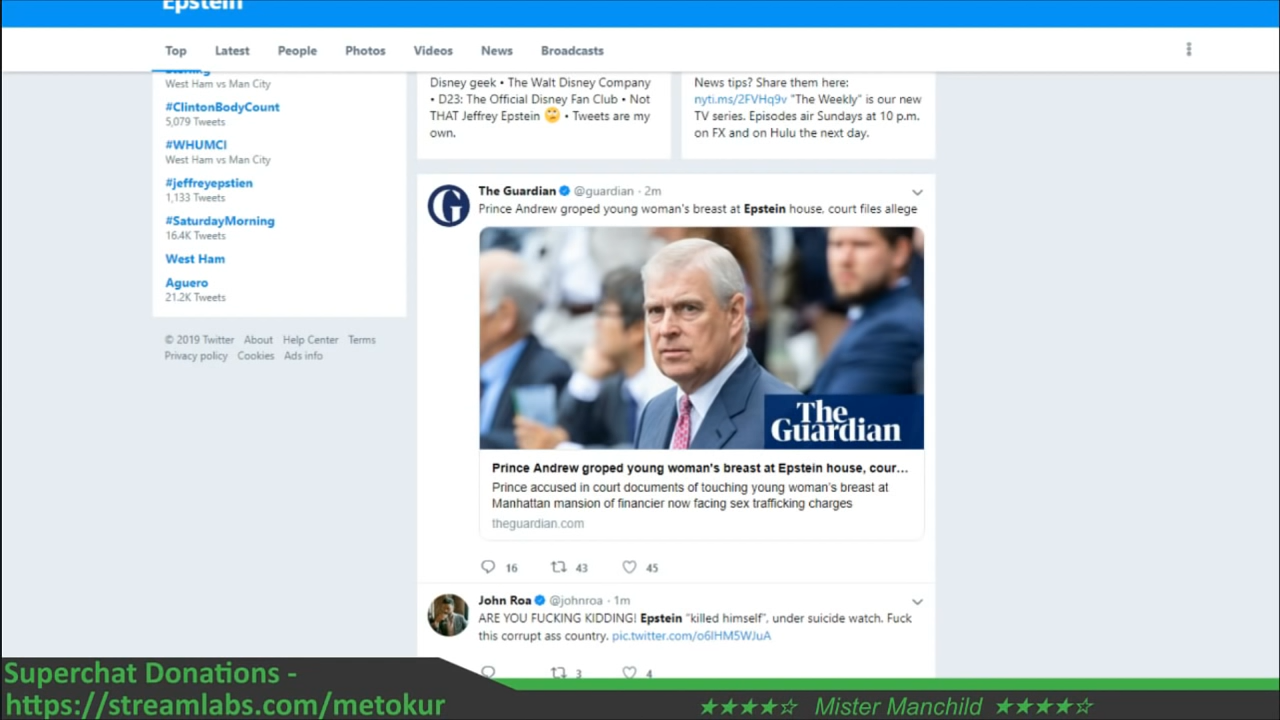 Epstein
Top Latest People Photos Videos News Broadcasts
West Ham vs Man City
#ClintonBodyCount
5,079 Tweets
#WHUMCI
West Ham vs Man City
#jeffreyepstien
1,133 Tweets
#SaturdayMorning
16.4K Tweets
West Ham
Aguero
21.2K Tweets
© 2019 Twitter About Help Center Terms
Privacy policy Cookies Ads info
Disney geek • The Walt Disney Company
• D23: The Official Disney Fan Club • Not
THAT Jeffrey Epstein 🙄 • Tweets are my
own.
News tips? Share them here:
nyti.ms/2FVHq9v "The Weekly" is our new
TV series. Episodes air Sundays at 10 p.m.
on FX and on Hulu the next day.
The Guardian @guardian · 2m
Prince Andrew groped young woman's breast at Epstein house, court files allege
The
Guardian
Prince Andrew groped young woman's breast at Epstein house, cour...
Prince accused in court documents of touching young woman's breast at
Manhattan mansion of financier now facing sex trafficking charges
theguardian.com
16 43 45
John Roa @johnroa · 1m
ARE YOU FUCKING KIDDING! Epstein "killed himself", under suicide watch. Fuck
this corrupt ass country. pic.twitter.com/o6IHM5WJuA
3 4
Superchat Donations -
https://streamlabs.com/metokur
★★★★☆ Mister Manchild ★★★★☆